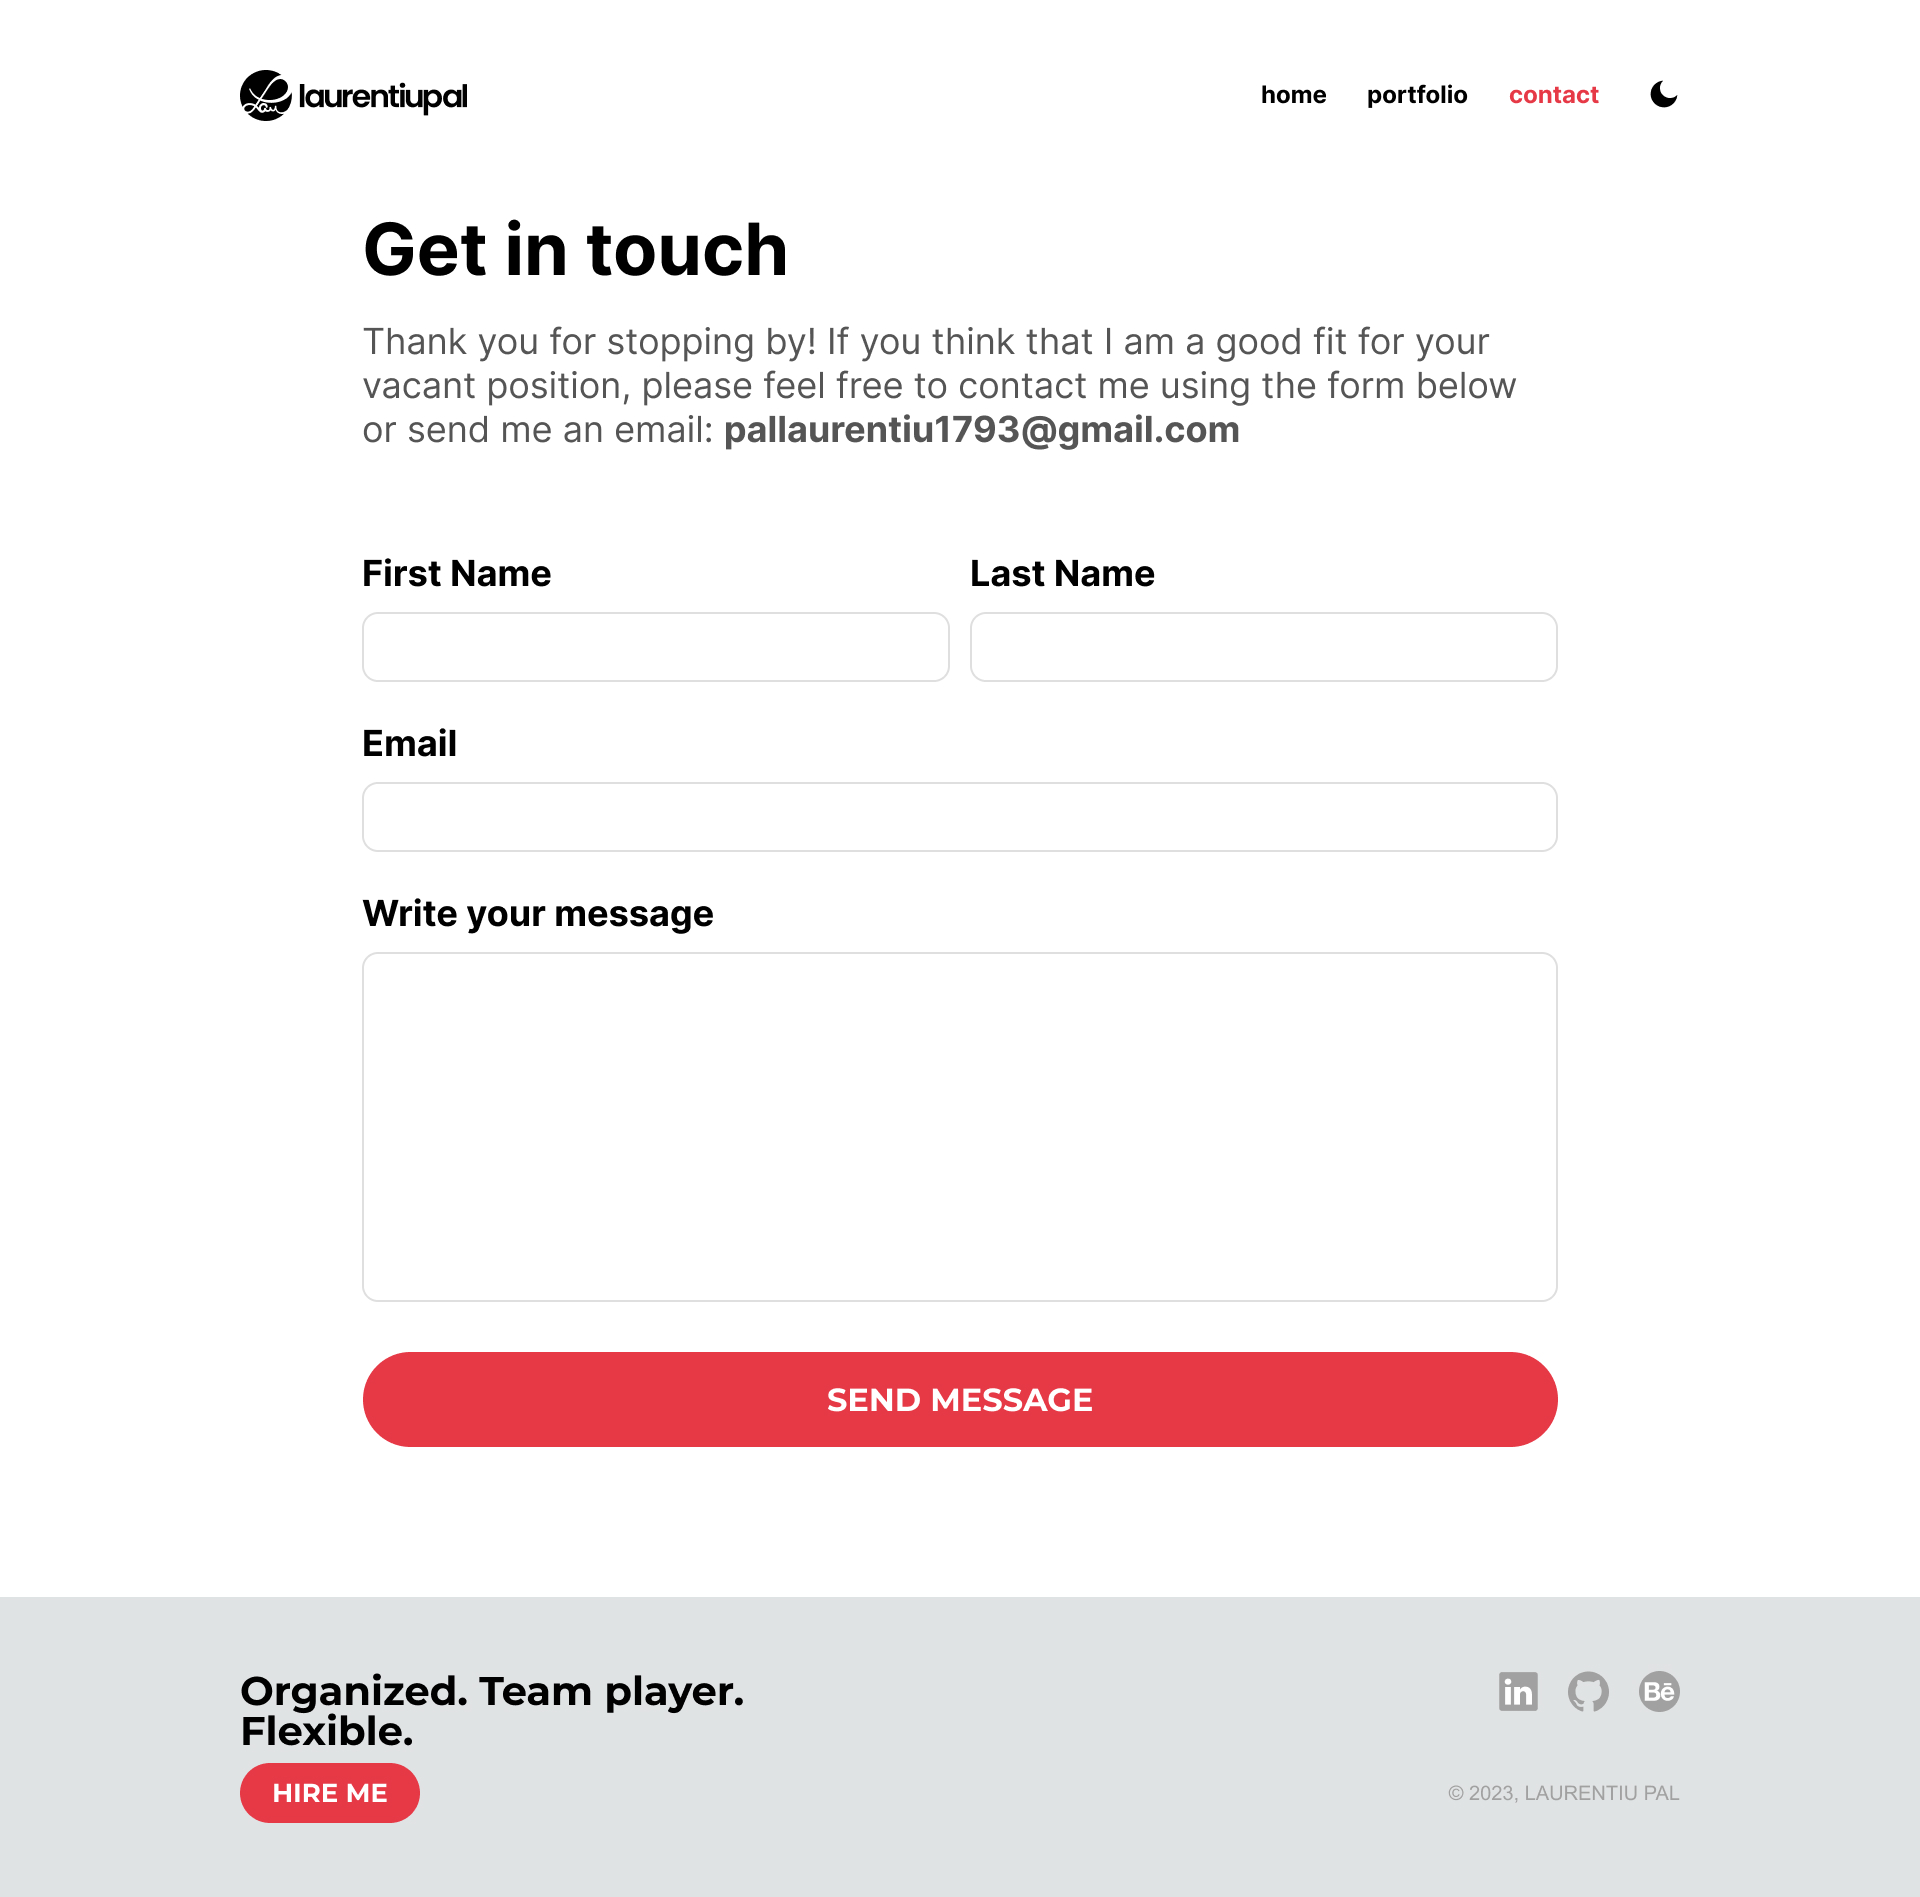 Lau laurentiupal
home portfolio contact
Get in touch
Thank you for stopping by! If you think that I am a good fit for your
vacant position, please feel free to contact me using the form below
or send me an email: pallaurentiu1793@gmail.com
First Name
Last Name
Email
Write your message
SEND MESSAGE
Organized. Team player.
Flexible.
in
Bē
HIRE ME
© 2023, LAURENTIU PAL